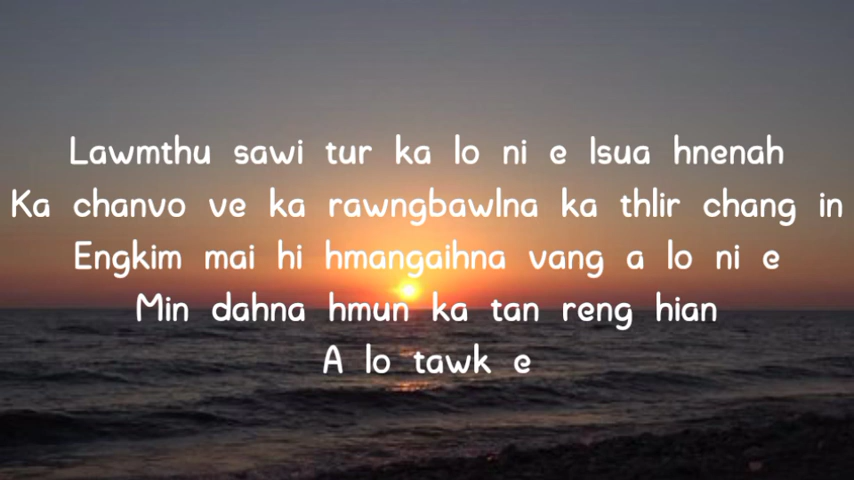 Lawmthu sawi tur ka lo ni e Isua hnenah
Ka chanvo ve ka rawngbawlna ka thlir chang in
Engkim mai hi hmangaihna vang a lo ni e
Min dahna hmun ka tan reng hian
A lo tawk e